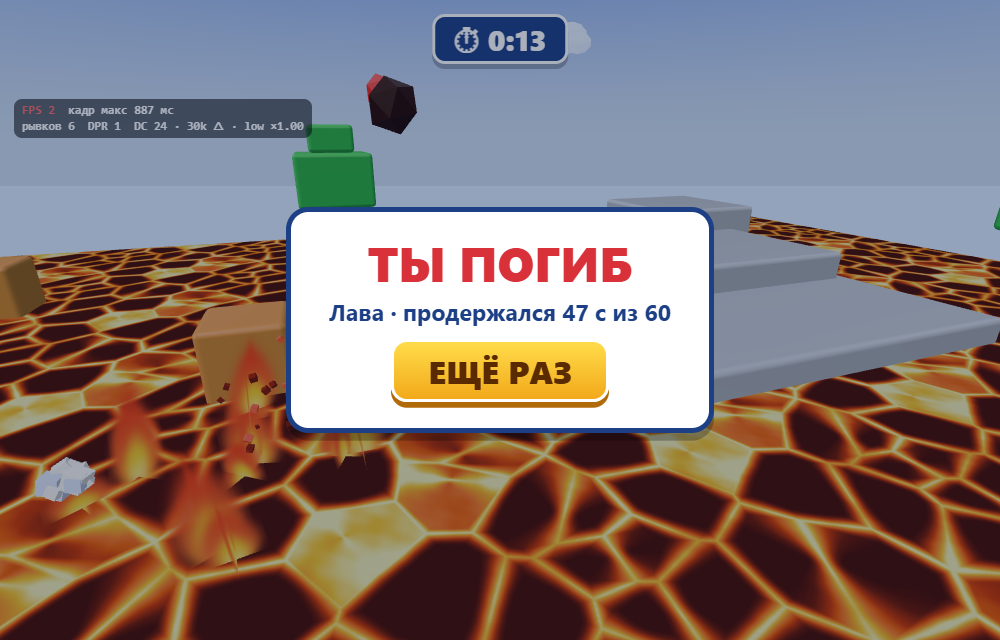 0:13
FPS 2 кадр макс 887 мс
рывков 6 DPR 1 DC 24 · 30k △ · low ×1.00
ТЫ ПОГИБ
Лава · продержался 47 с из 60
ЕЩЁ РАЗ